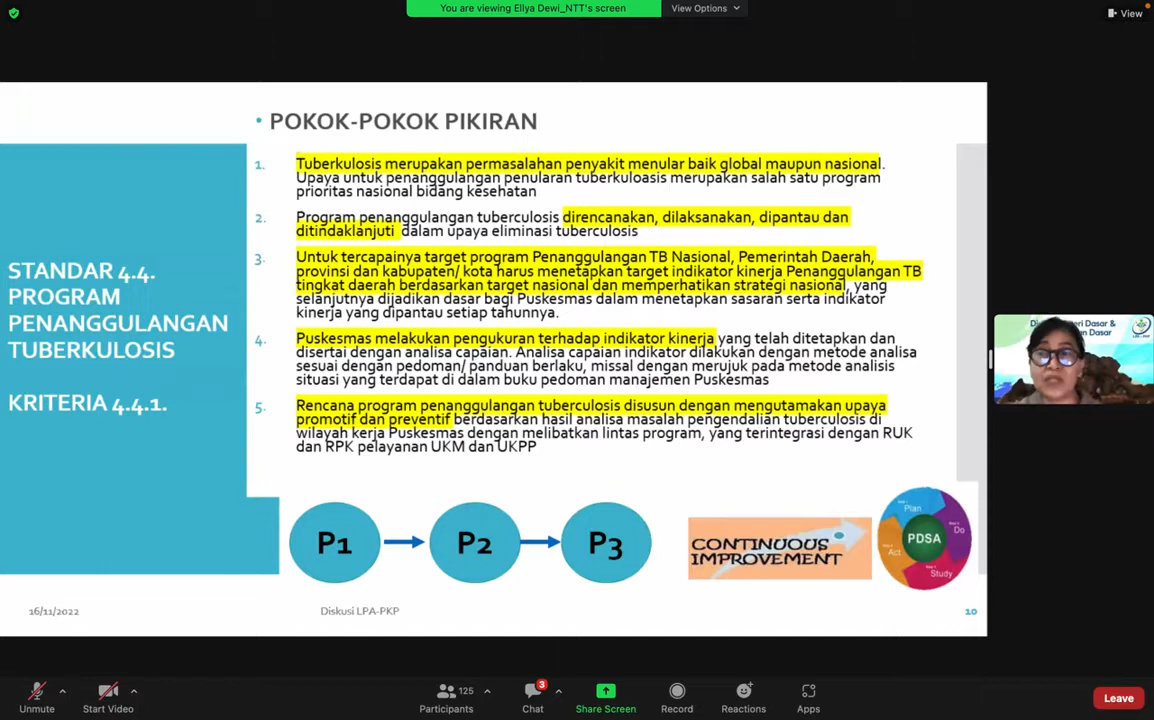 You are viewing Ellya Dewi_NTT's screen
View Options
View
POKOK-POKOK PIKIRAN
STANDAR 4.4.
PROGRAM
PENANGGULANGAN
TUBERKULOSIS
KRITERIA 4.4.1.
1. Tuberkulosis merupakan permasalahan penyakit menular baik global maupun nasional.
Upaya untuk penanggulangan penularan tuberkuloasis merupakan salah satu program
prioritas nasional bidang kesehatan
2. Program penanggulangan tuberculosis direncanakan, dilaksanakan, dipantau dan
ditindaklanjuti dalam upaya eliminasi tuberculosis
3. Untuk tercapainya target program Penanggulangan TB Nasional, Pemerintah Daerah,
provinsi dan kabupaten/ kota harus menetapkan target indikator kinerja Penanggulangan TB
tingkat daerah berdasarkan target nasional dan memperhatikan strategi nasional, yang
selanjutnya dijadikan dasar bagi Puskesmas dalam menetapkan sasaran serta indikator
kinerja yang dipantau setiap tahunnya.
4. Puskesmas melakukan pengukuran terhadap indikator kinerja yang telah ditetapkan dan
disertai dengan analisa capaian. Analisa capaian indikator dilakukan dengan metode analisa
sesuai dengan pedoman/ panduan berlaku, missal dengan merujuk pada metode analisis
situasi yang terdapat di dalam buku pedoman manajemen Puskesmas
5. Rencana program penanggulangan tuberculosis disusun dengan mengutamakan upaya
promotif dan preventif berdasarkan hasil analisa masalah pengendalian tuberculosis di
wilayah kerja Puskesmas dengan melibatkan lintas program, yang terintegrasi dengan RUK
dan RPK pelayanan UKM dan UKPP
P1
P2
P3
CONTINUOUS
IMPROVEMENT
Plan
Do
PDSA
Act
Study
16/11/2022
Diskusi LPA-PKP
10
Unmute
Start Video
125
Participants
3
Chat
Share Screen
Record
Reactions
Apps
Leave